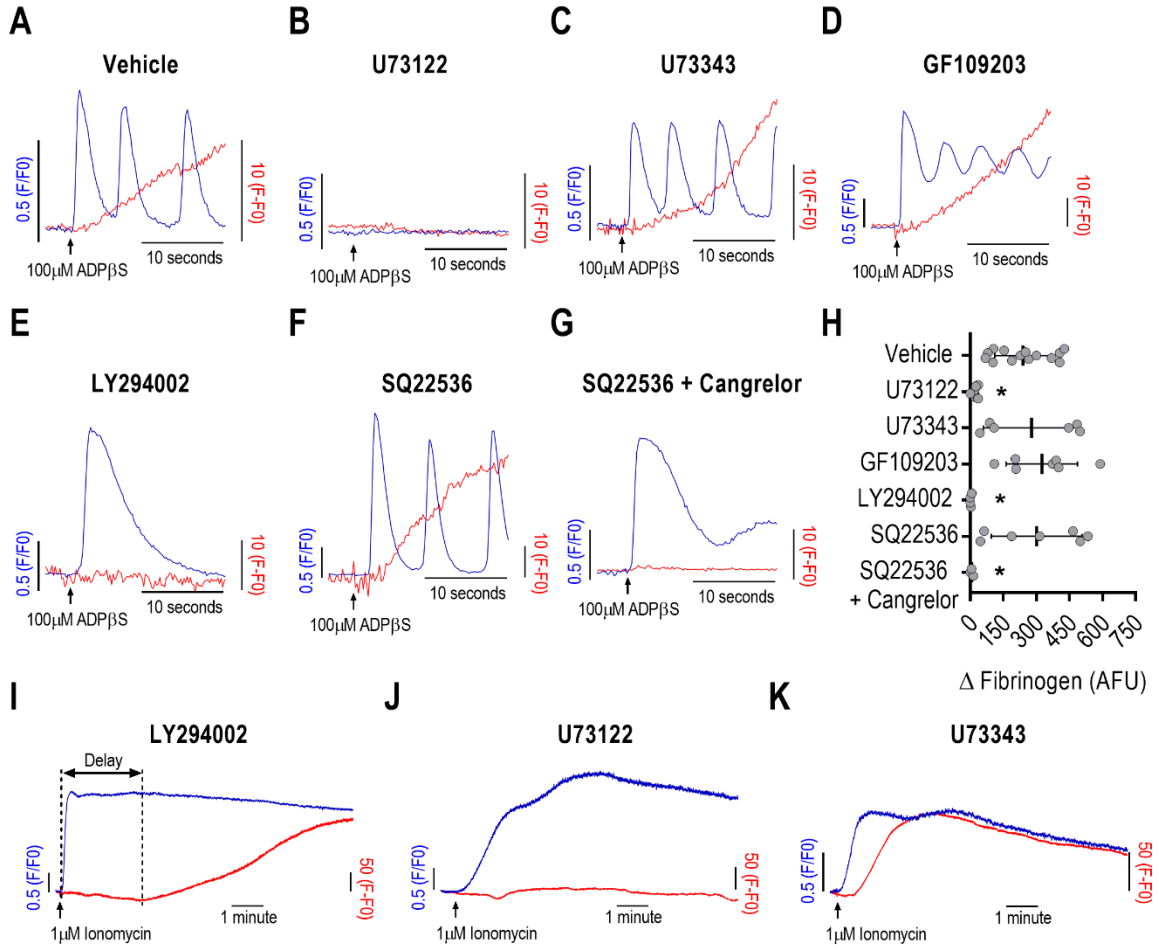 A
Vehicle
0.5 (F/F0)
10 (F-F0)
10 seconds
100µM ADPβS
B
U73122
0.5 (F/F0)
10 (F-F0)
10 seconds
100µM ADPβS
C
U73343
0.5 (F/F0)
10 (F-F0)
10 seconds
100µM ADPβS
D
GF109203
0.5 (F/F0)
10 (F-F0)
10 seconds
100µM ADPβS
E
LY294002
0.5 (F/F0)
10 (F-F0)
10 seconds
100µM ADPβS
F
SQ22536
0.5 (F/F0)
10 (F-F0)
10 seconds
100µM ADPβS
G
SQ22536 + Cangrelor
0.5 (F/F0)
10 (F-F0)
10 seconds
100µM ADPβS
H
Vehicle
U73122 *
U73343
GF109203
LY294002 *
SQ22536
SQ22536 *
+ Cangrelor
0 150 300 450 600 750
Δ Fibrinogen (AFU)
I
LY294002
Delay
0.5 (F/F0)
50 (F-F0)
1 minute
1µM Ionomycin
J
U73122
0.5 (F/F0)
50 (F-F0)
1 minute
1µM Ionomycin
K
U73343
0.5 (F/F0)
50 (F-F0)
1 minute
1µM Ionomycin